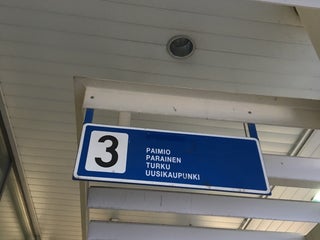 3
PAIMIO
PARAINEN
TURKU
UUSIKAUPUNKI